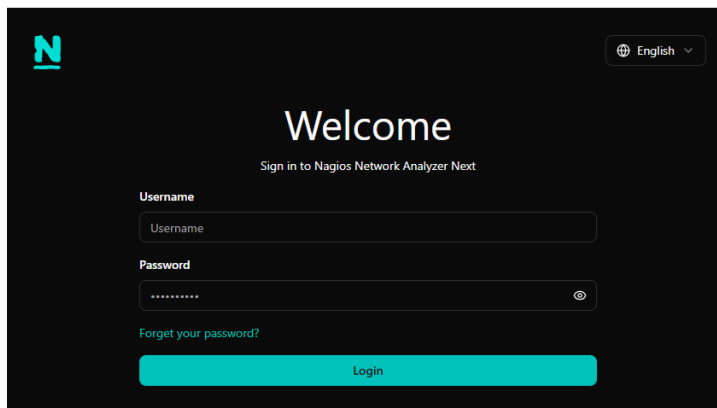 N
English
Welcome
Sign in to Nagios Network Analyzer Next
Username
Username
Password
••••••••••
Forget your password?
Login